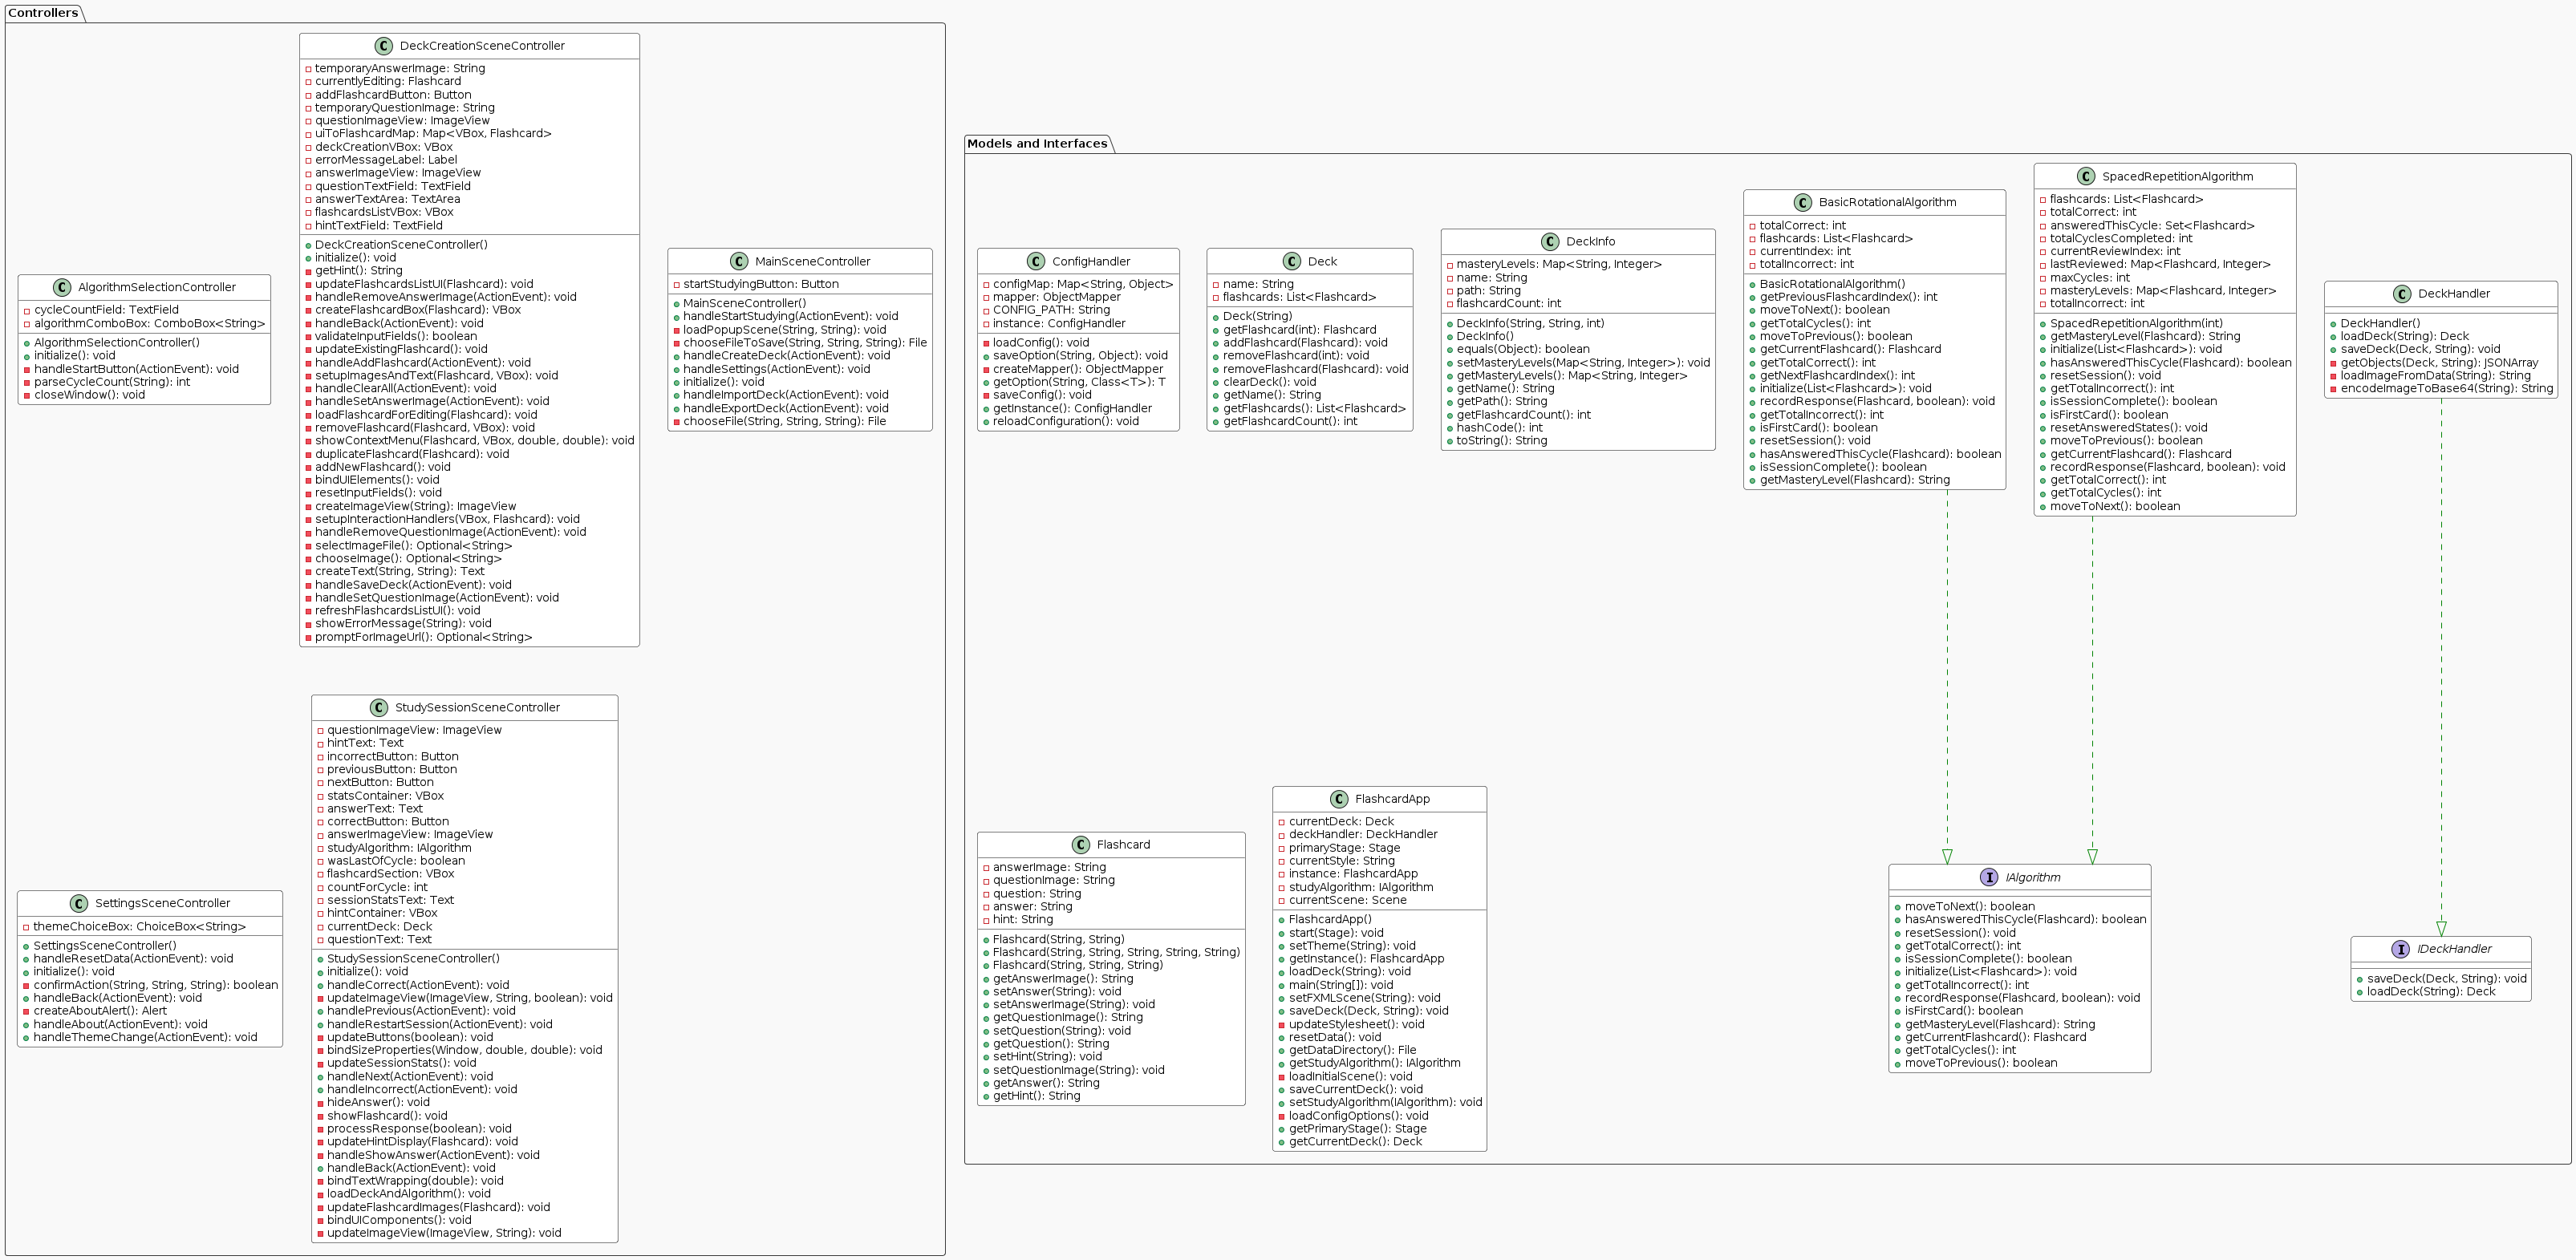 Controllers
DeckCreationSceneController
temporaryAnswerImage: String
currentlyEditing: Flashcard
addFlashcardButton: Button
temporaryQuestionImage: String
questionImageView: ImageView
uiToFlashcardMap: Map<VBox, Flashcard>
deckCreationVBox: VBox
errorMessageLabel: Label
answerImageView: ImageView
questionTextField: TextField
answerTextArea: TextArea
flashcardsListVBox: VBox
hintTextField: TextField
DeckCreationSceneController()
initialize(): void
getHint(): String
updateFlashcardsListUI(Flashcard): void
handleRemoveAnswerImage(ActionEvent): void
createFlashcardBox(Flashcard): VBox
handleBack(ActionEvent): void
validateInputFields(): boolean
updateExistingFlashcard(): void
handleAddFlashcard(ActionEvent): void
setupImagesAndText(Flashcard, VBox): void
handleClearAll(ActionEvent): void
handleSetAnswerImage(ActionEvent): void
loadFlashcardForEditing(Flashcard): void
removeFlashcard(Flashcard, VBox): void
showContextMenu(Flashcard, VBox, double, double): void
duplicateFlashcard(Flashcard): void
addNewFlashcard(): void
bindUIElements(): void
resetInputFields(): void
createImageView(String): ImageView
setupInteractionHandlers(VBox, Flashcard): void
handleRemoveQuestionImage(ActionEvent): void
selectImageFile(): Optional<String>
chooseImage(): Optional<String>
createText(String, String): Text
handleSaveDeck(ActionEvent): void
handleSetQuestionImage(ActionEvent): void
refreshFlashcardsListUI(): void
showErrorMessage(String): void
promptForImageUrl(): Optional<String>
AlgorithmSelectionController
cycleCountField: TextField
algorithmComboBox: ComboBox<String>
AlgorithmSelectionController()
initialize(): void
handleStartButton(ActionEvent): void
parseCycleCount(String): int
closeWindow(): void
MainSceneController
startStudyingButton: Button
MainSceneController()
handleStartStudying(ActionEvent): void
loadPopupScene(String, String): void
chooseFileToSave(String, String, String): File
handleCreateDeck(ActionEvent): void
handleSettings(ActionEvent): void
initialize(): void
handleImportDeck(ActionEvent): void
handleExportDeck(ActionEvent): void
chooseFile(String, String, String): File
StudySessionSceneController
questionImageView: ImageView
hintText: Text
incorrectButton: Button
previousButton: Button
nextButton: Button
statsContainer: VBox
answerText: Text
correctButton: Button
answerImageView: ImageView
studyAlgorithm: IAlgorithm
wasLastOfCycle: boolean
flashcardSection: VBox
countForCycle: int
sessionStatsText: Text
hintContainer: VBox
currentDeck: Deck
questionText: Text
StudySessionSceneController()
initialize(): void
handleCorrect(ActionEvent): void
updateImageView(ImageView, String, boolean): void
handlePrevious(ActionEvent): void
handleRestartSession(ActionEvent): void
updateButtons(boolean): void
bindSizeProperties(Window, double, double): void
updateSessionStats(): void
handleNext(ActionEvent): void
handleIncorrect(ActionEvent): void
hideAnswer(): void
showFlashcard(): void
processResponse(boolean): void
updateHintDisplay(Flashcard): void
handleShowAnswer(ActionEvent): void
handleBack(ActionEvent): void
bindTextWrapping(double): void
loadDeckAndAlgorithm(): void
updateFlashcardImages(Flashcard): void
bindUIComponents(): void
updateImageView(ImageView, String): void
SettingsSceneController
themeChoiceBox: ChoiceBox<String>
SettingsSceneController()
handleResetData(ActionEvent): void
initialize(): void
confirmAction(String, String, String): boolean
handleBack(ActionEvent): void
createAboutAlert(): Alert
handleAbout(ActionEvent): void
handleThemeChange(ActionEvent): void
Models and Interfaces
ConfigHandler
configMap: Map<String, Object>
mapper: ObjectMapper
CONFIG_PATH: String
instance: ConfigHandler
loadConfig(): void
saveOption(String, Object): void
createMapper(): ObjectMapper
getOption(String, Class<T>): T
saveConfig(): void
getInstance(): ConfigHandler
reloadConfiguration(): void
Deck
name: String
flashcards: List<Flashcard>
Deck(String)
getFlashcard(int): Flashcard
addFlashcard(Flashcard): void
removeFlashcard(int): void
removeFlashcard(Flashcard): void
clearDeck(): void
getName(): String
getFlashcards(): List<Flashcard>
getFlashcardCount(): int
DeckInfo
masteryLevels: Map<String, Integer>
name: String
path: String
flashcardCount: int
DeckInfo(String, String, int)
DeckInfo()
equals(Object): boolean
setMasteryLevels(Map<String, Integer>): void
getMasteryLevels(): Map<String, Integer>
getName(): String
getPath(): String
getFlashcardCount(): int
hashCode(): int
toString(): String
BasicRotationalAlgorithm
totalCorrect: int
flashcards: List<Flashcard>
currentIndex: int
totalIncorrect: int
BasicRotationalAlgorithm()
getPreviousFlashcardIndex(): int
moveToNext(): boolean
getTotalCycles(): int
moveToPrevious(): boolean
getCurrentFlashcard(): Flashcard
getTotalCorrect(): int
getNextFlashcardIndex(): int
initialize(List<Flashcard>): void
recordResponse(Flashcard, boolean): void
getTotalIncorrect(): int
isFirstCard(): boolean
resetSession(): void
hasAnsweredThisCycle(Flashcard): boolean
isSessionComplete(): boolean
getMasteryLevel(Flashcard): String
SpacedRepetitionAlgorithm
flashcards: List<Flashcard>
totalCorrect: int
answeredThisCycle: Set<Flashcard>
totalCyclesCompleted: int
currentReviewIndex: int
lastReviewed: Map<Flashcard, Integer>
maxCycles: int
masteryLevels: Map<Flashcard, Integer>
totalIncorrect: int
SpacedRepetitionAlgorithm(int)
getMasteryLevel(Flashcard): String
initialize(List<Flashcard>): void
hasAnsweredThisCycle(Flashcard): boolean
resetSession(): void
getTotalIncorrect(): int
isSessionComplete(): boolean
isFirstCard(): boolean
resetAnsweredStates(): void
moveToPrevious(): boolean
getCurrentFlashcard(): Flashcard
recordResponse(Flashcard, boolean): void
getTotalCorrect(): int
getTotalCycles(): int
moveToNext(): boolean
DeckHandler
DeckHandler()
loadDeck(String): Deck
saveDeck(Deck, String): void
getObjects(Deck, String): JSONArray
loadImageFromData(String): String
encodeImageToBase64(String): String
Flashcard
answerImage: String
questionImage: String
question: String
answer: String
hint: String
Flashcard(String, String)
Flashcard(String, String, String, String, String)
Flashcard(String, String, String)
getAnswerImage(): String
setAnswer(String): void
setAnswerImage(String): void
getQuestionImage(): String
setQuestion(String): void
getQuestion(): String
setHint(String): void
setQuestionImage(String): void
getAnswer(): String
getHint(): String
FlashcardApp
currentDeck: Deck
deckHandler: DeckHandler
primaryStage: Stage
currentStyle: String
instance: FlashcardApp
studyAlgorithm: IAlgorithm
currentScene: Scene
FlashcardApp()
start(Stage): void
setTheme(String): void
getInstance(): FlashcardApp
loadDeck(String): void
main(String[]): void
setFXMLScene(String): void
saveDeck(Deck, String): void
updateStylesheet(): void
resetData(): void
getDataDirectory(): File
getStudyAlgorithm(): IAlgorithm
loadInitialScene(): void
saveCurrentDeck(): void
setStudyAlgorithm(IAlgorithm): void
loadConfigOptions(): void
getPrimaryStage(): Stage
getCurrentDeck(): Deck
IAlgorithm
moveToNext(): boolean
hasAnsweredThisCycle(Flashcard): boolean
resetSession(): void
getTotalCorrect(): int
isSessionComplete(): boolean
initialize(List<Flashcard>): void
getTotalIncorrect(): int
recordResponse(Flashcard, boolean): void
isFirstCard(): boolean
getMasteryLevel(Flashcard): String
getCurrentFlashcard(): Flashcard
getTotalCycles(): int
moveToPrevious(): boolean
IDeckHandler
saveDeck(Deck, String): void
loadDeck(String): Deck